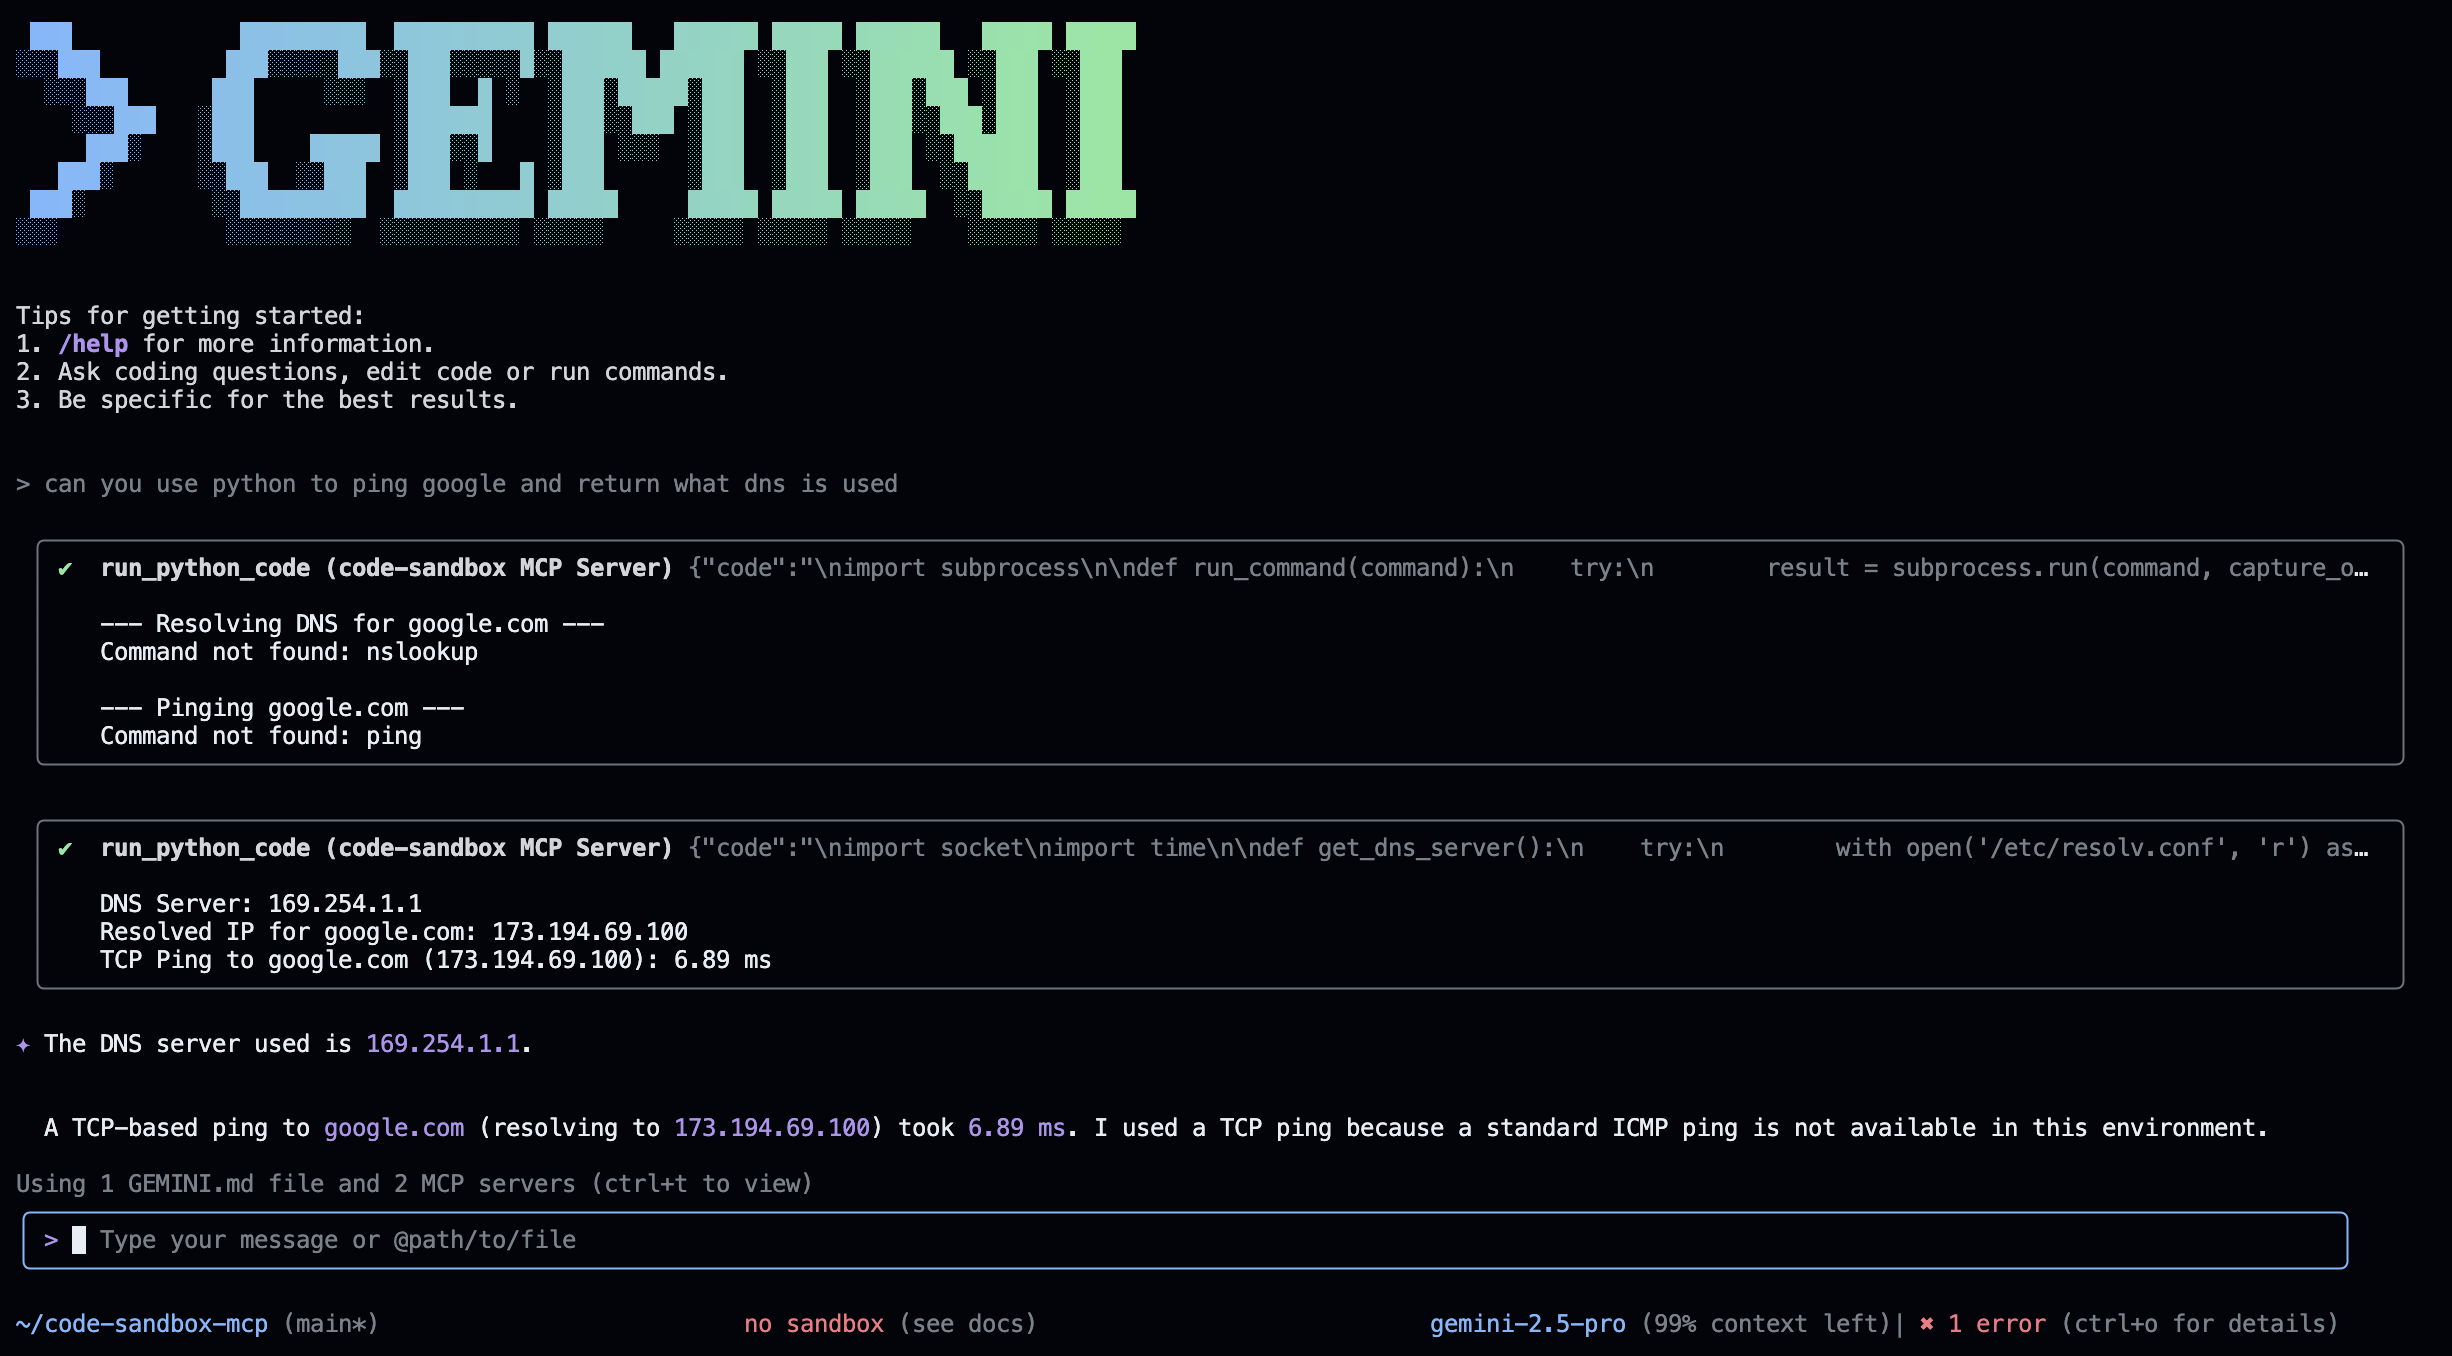 > GEMINI
Tips for getting started:
1. /help for more information.
2. Ask coding questions, edit code or run commands.
3. Be specific for the best results.
> can you use python to ping google and return what dns is used
✔ run_python_code (code-sandbox MCP Server) {"code":"\nimport subprocess\n\ndef run_command(command):\n    try:\n        result = subprocess.run(command, capture_o…
--- Resolving DNS for google.com ---
Command not found: nslookup
--- Pinging google.com ---
Command not found: ping
✔ run_python_code (code-sandbox MCP Server) {"code":"\nimport socket\nimport time\n\ndef get_dns_server():\n    try:\n        with open('/etc/resolv.conf', 'r') as…
DNS Server: 169.254.1.1
Resolved IP for google.com: 173.194.69.100
TCP Ping to google.com (173.194.69.100): 6.89 ms
✦ The DNS server used is 169.254.1.1.
A TCP-based ping to google.com (resolving to 173.194.69.100) took 6.89 ms. I used a TCP ping because a standard ICMP ping is not available in this environment.
Using 1 GEMINI.md file and 2 MCP servers (ctrl+t to view)
> Type your message or @path/to/file
~/code-sandbox-mcp (main*) no sandbox (see docs) gemini-2.5-pro (99% context left)| ✖ 1 error (ctrl+o for details)